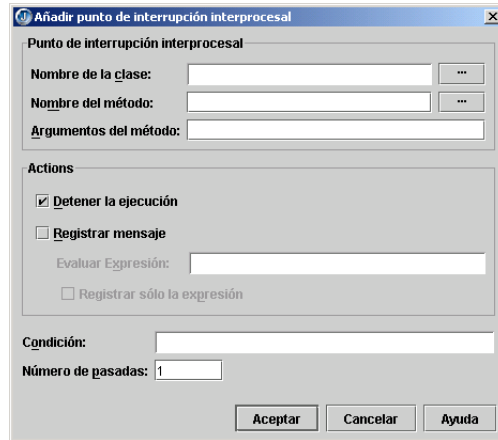 Añadir punto de interrupción interprocesal
Punto de interrupción interprocesal
Nombre de la clase:
...
Nombre del método:
...
Argumentos del método:
Actions
Detener la ejecución
Registrar mensaje
Evaluar Expresión:
Registrar sólo la expresión
Condición:
Número de pasadas: 1
Aceptar Cancelar Ayuda